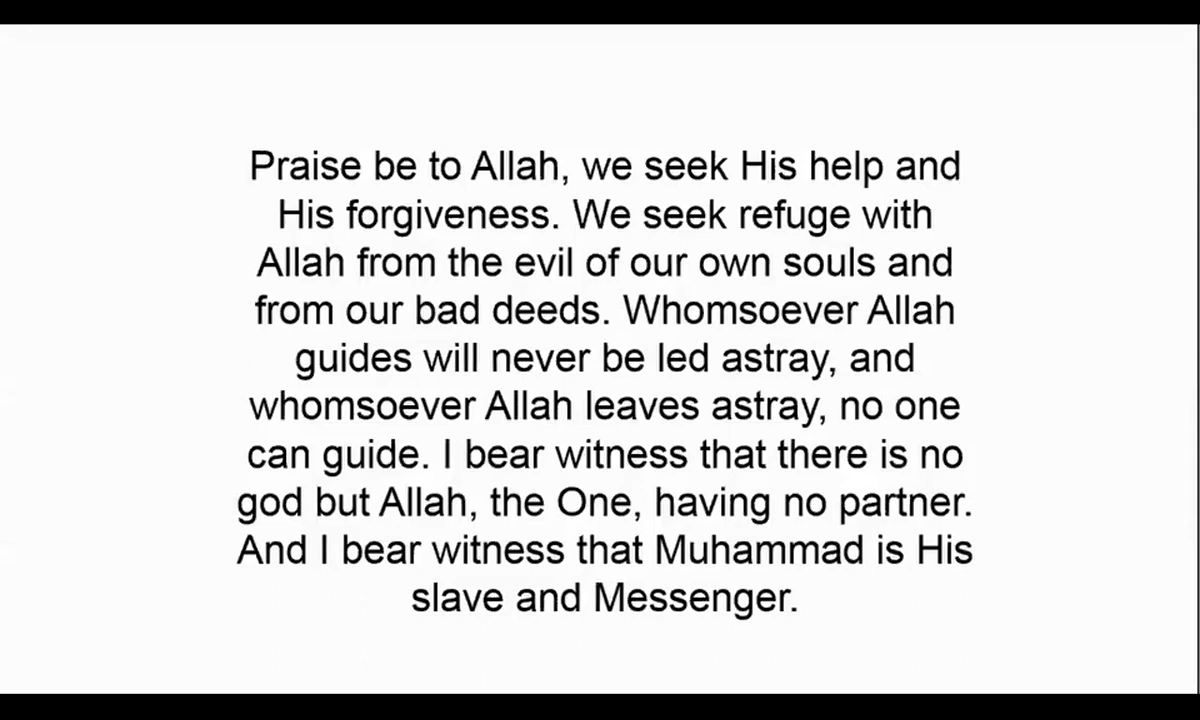 Praise be to Allah, we seek His help and
His forgiveness. We seek refuge with
Allah from the evil of our own souls and
from our bad deeds. Whomsoever Allah
guides will never be led astray, and
whomsoever Allah leaves astray, no one
can guide. I bear witness that there is no
god but Allah, the One, having no partner.
And I bear witness that Muhammad is His
slave and Messenger.